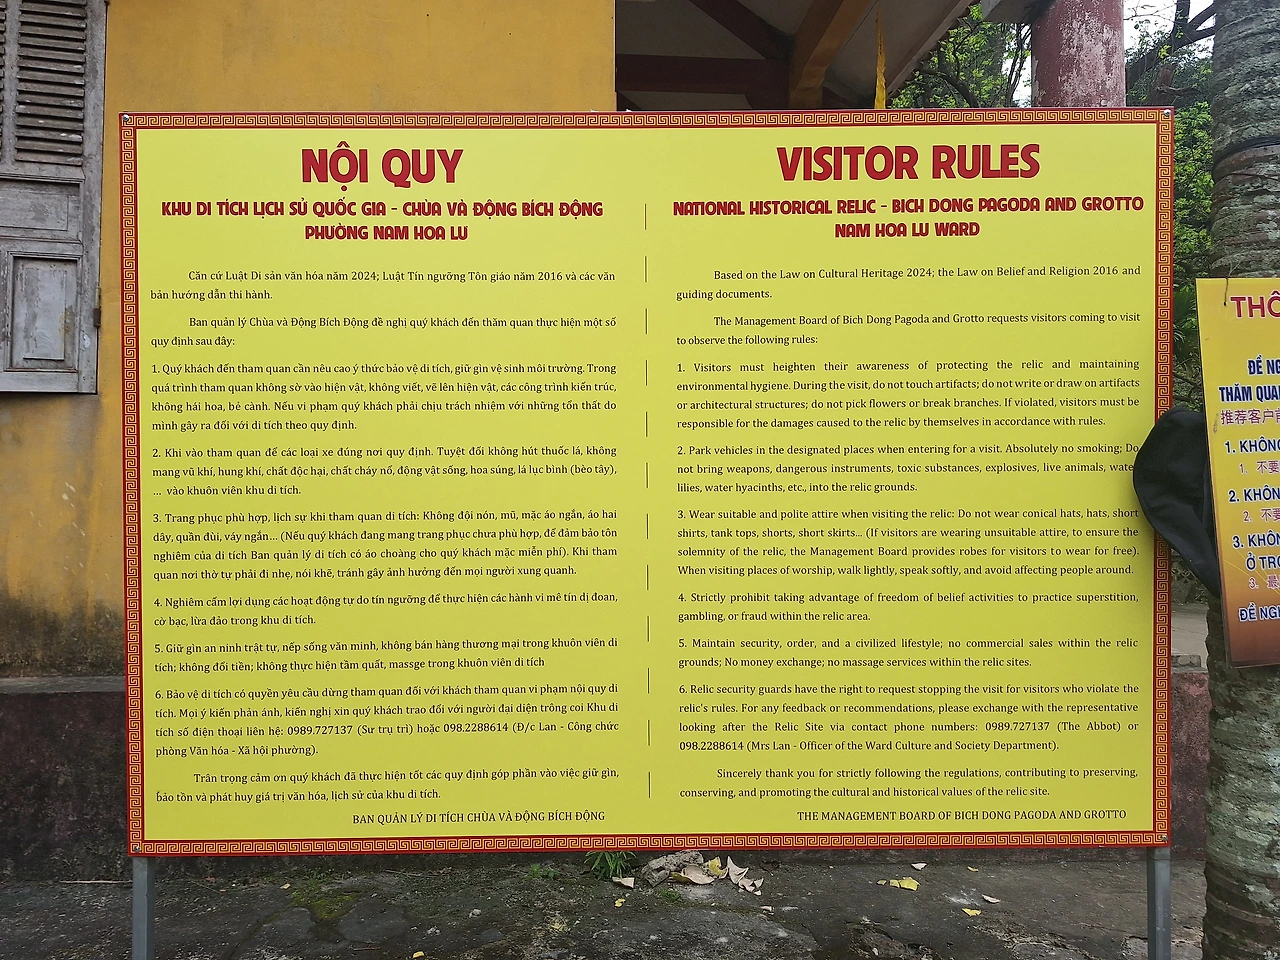 NỘI QUY
KHU DI TÍCH LỊCH SỬ QUỐC GIA - CHÙA VÀ ĐỘNG BÍCH ĐỘNG
PHƯỜNG NAM HOA LƯ
Căn cứ Luật Di sản văn hóa năm 2024; Luật Tín ngưỡng Tôn giáo năm 2016 và các văn
bản hướng dẫn thi hành.
Ban quản lý Chùa và Động Bích Động đề nghị quý khách đến thăm quan thực hiện một số
quy định sau đây:
1. Quý khách đến tham quan cần nêu cao ý thức bảo vệ di tích, giữ gìn vệ sinh môi trường. Trong
quá trình tham quan không sờ vào hiện vật, không viết, vẽ lên hiện vật, các công trình kiến trúc,
không hái hoa, bẻ cành. Nếu vi phạm quý khách phải chịu trách nhiệm với những tổn thất do
mình gây ra đối với di tích theo quy định.
2. Khi vào tham quan để các loại xe đúng nơi quy định. Tuyệt đối không hút thuốc lá, không
mang vũ khí, hung khí, chất độc hại, chất cháy nổ, động vật sống, hoa súng, lá lục bình (bèo tây),
... vào khuôn viên khu di tích.
3. Trang phục phù hợp, lịch sự khi tham quan di tích: Không đội nón, mũ, mặc áo ngắn, áo hai
dây, quần đùi, váy ngắn... (Nếu quý khách đang mang trang phục chưa phù hợp, để đảm bảo tôn
nghiêm của di tích Ban quản lý di tích có áo choàng cho quý khách mặc miễn phí). Khi tham
quan nơi thờ tự phải đi nhẹ, nói khẽ, tránh gây ảnh hưởng đến mọi người xung quanh.
4. Nghiêm cấm lợi dụng các hoạt động tự do tín ngưỡng để thực hiện các hành vi mê tín dị đoan,
cờ bạc, lừa đảo trong khu di tích.
5. Giữ gìn an ninh trật tự, nếp sống văn minh, không bán hàng thương mại trong khuôn viên di
tích; không đổi tiền; không thực hiện tầm quất, massge trong khuôn viên di tích
6. Bảo vệ di tích có quyền yêu cầu dừng tham quan đối với khách tham quan vi phạm nội quy di
tích. Mọi ý kiến phản ánh, kiến nghị xin quý khách trao đổi với người đại diện trông coi Khu di
tích số điện thoại liên hệ: 0989.727137 (Sư trụ trì) hoặc 098.2288614 (Đ/c Lan - Công chức
phòng Văn hóa - Xã hội phường).
Trân trọng cảm ơn quý khách đã thực hiện tốt các quy định góp phần vào việc giữ gìn,
bảo tồn và phát huy giá trị văn hóa, lịch sử của khu di tích.
BAN QUẢN LÝ DI TÍCH CHÙA VÀ ĐỘNG BÍCH ĐỘNG
VISITOR RULES
NATIONAL HISTORICAL RELIC - BICH DONG PAGODA AND GROTTO
NAM HOA LU WARD
Based on the Law on Cultural Heritage 2024; the Law on Belief and Religion 2016 and
guiding documents.
The Management Board of Bich Dong Pagoda and Grotto requests visitors coming to visit
to observe the following rules:
1. Visitors must heighten their awareness of protecting the relic and maintaining
environmental hygiene. During the visit, do not touch artifacts; do not write or draw on artifacts
or architectural structures; do not pick flowers or break branches. If violated, visitors must be
responsible for the damages caused to the relic by themselves in accordance with rules.
2. Park vehicles in the designated places when entering for a visit. Absolutely no smoking; Do
not bring weapons, dangerous instruments, toxic substances, explosives, live animals, water
lilies, water hyacinths, etc., into the relic grounds.
3. Wear suitable and polite attire when visiting the relic: Do not wear conical hats, hats, short
shirts, tank tops, shorts, short skirts... (If visitors are wearing unsuitable attire, to ensure the
solemnity of the relic, the Management Board provides robes for visitors to wear for free).
When visiting places of worship, walk lightly, speak softly, and avoid affecting people around.
4. Strictly prohibit taking advantage of freedom of belief activities to practice superstition,
gambling, or fraud within the relic area.
5. Maintain security, order, and a civilized lifestyle; no commercial sales within the relic
grounds; No money exchange; no massage services within the relic sites.
6. Relic security guards have the right to request stopping the visit for visitors who violate the
relic's rules. For any feedback or recommendations, please exchange with the representative
looking after the Relic Site via contact phone numbers: 0989.727137 (The Abbot) or
098.2288614 (Mrs Lan - Officer of the Ward Culture and Society Department).
Sincerely thank you for strictly following the regulations, contributing to preserving,
conserving, and promoting the cultural and historical values of the relic site.
THE MANAGEMENT BOARD OF BICH DONG PAGODA AND GROTTO
THÔ
ĐỀ NG
THĂM QUA
推荐客户
1. KHÔNG
1. 不要
2. KHÔN
2. 不要
3. KHÔN
Ở TRO
3. 最
ĐỀ NGH